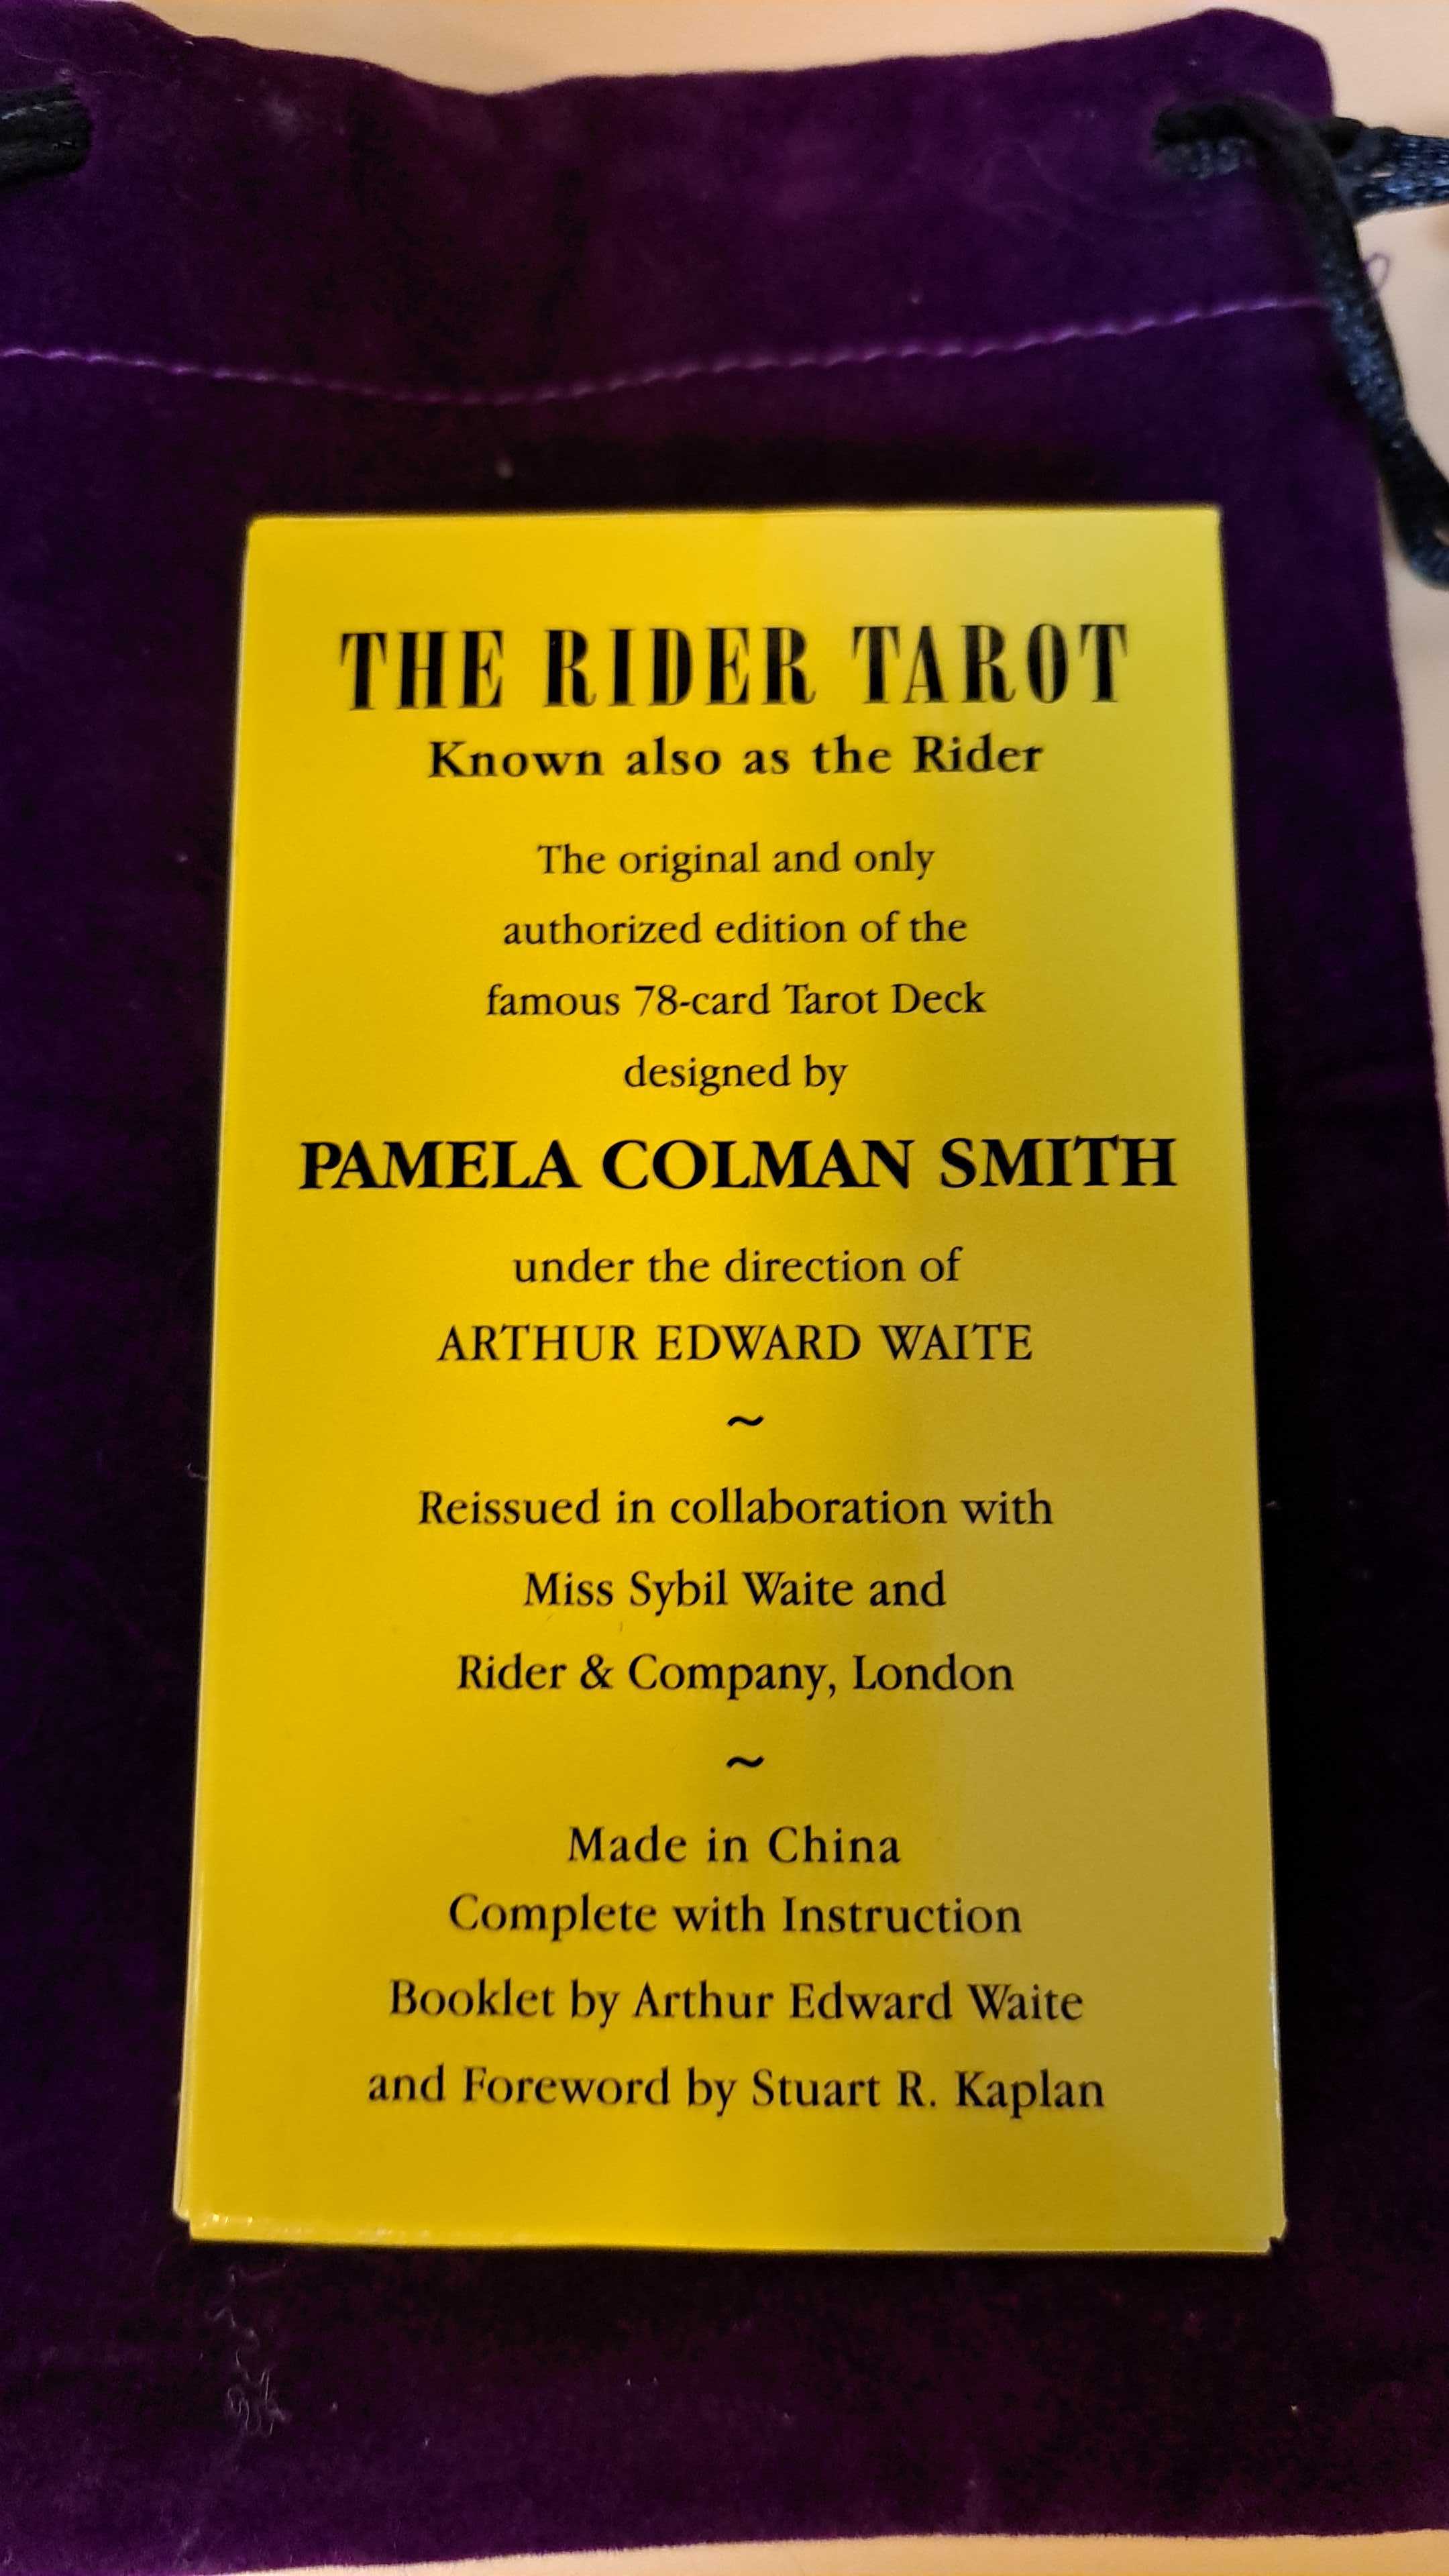 THE RIDER TAROT
Known also as the Rider
The original and only
authorized edition of the
famous 78-card Tarot Deck
designed by
PAMELA COLMAN SMITH
under the direction of
ARTHUR EDWARD WAITE
~
Reissued in collaboration with
Miss Sybil Waite and
Rider & Company, London
~
Made in China
Complete with Instruction
Booklet by Arthur Edward Waite
and Foreword by Stuart R. Kaplan